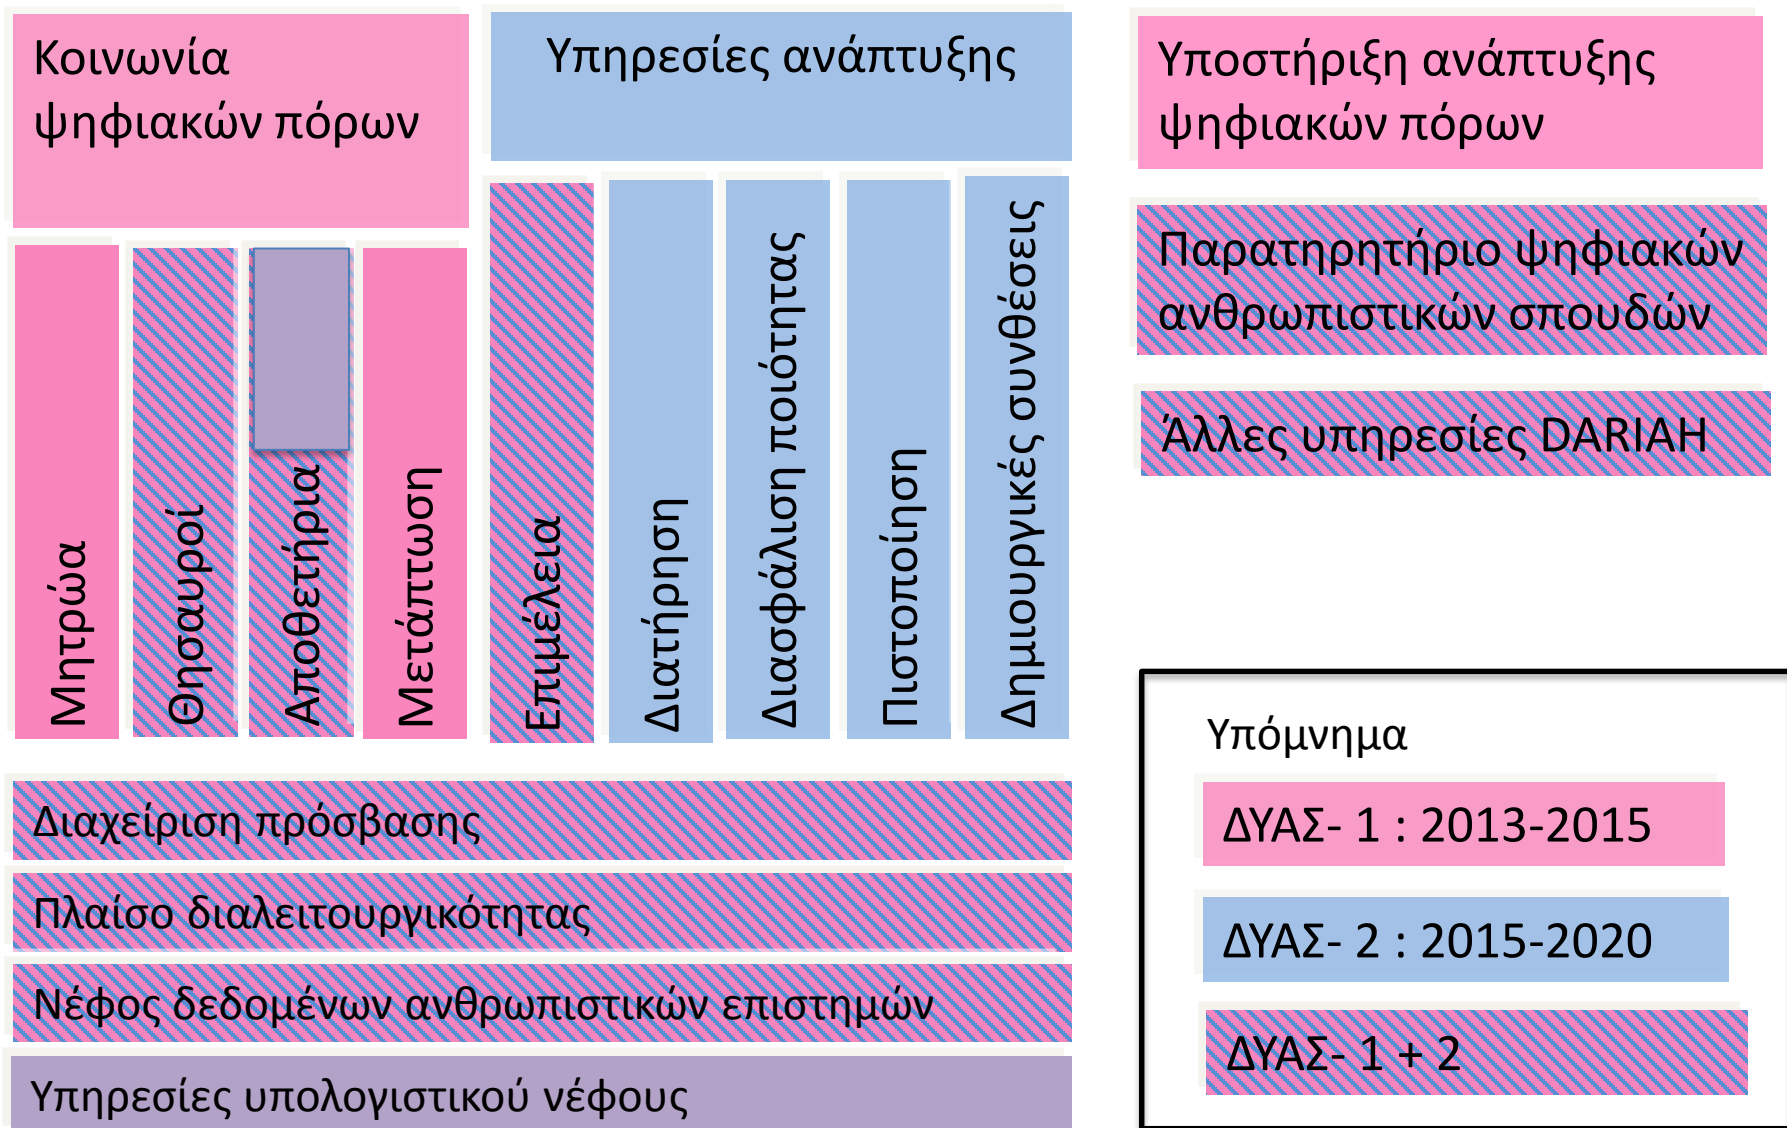 Κοινωνία
ψηφιακών πόρων
Υπηρεσίες ανάπτυξης
Υποστήριξη ανάπτυξης
ψηφιακών πόρων
Παρατηρητήριο ψηφιακών
ανθρωπιστικών σπουδών
Άλλες υπηρεσίες DARIAH
Μητρώα
Θησαυροί
Αποθετήρια
Μετάπτωση
Επιμέλεια
Διατήρηση
Διασφάλιση ποιότητας
Πιστοποίηση
Δημιουργικές συνθέσεις
Διαχείριση πρόσβασης
Πλαίσο διαλειτουργικότητας
Νέφος δεδομένων ανθρωπιστικών επιστημών
Υπηρεσίες υπολογιστικού νέφους
Υπόμνημα
ΔΥΑΣ- 1 : 2013-2015
ΔΥΑΣ- 2 : 2015-2020
ΔΥΑΣ- 1 + 2